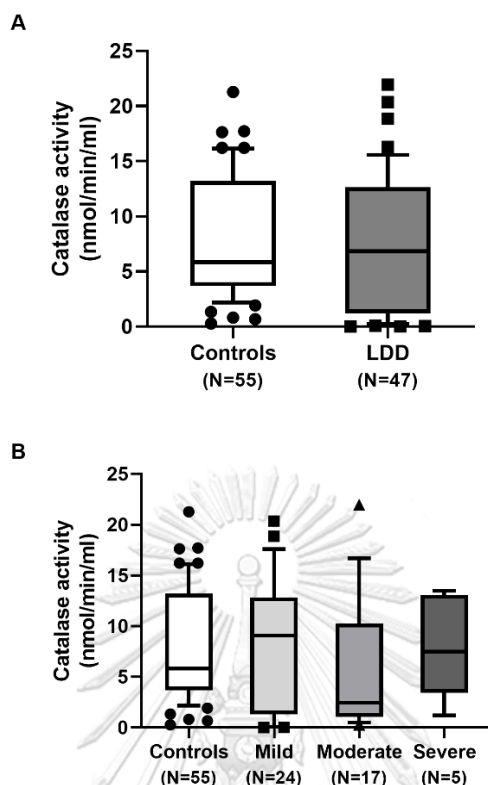 A
Catalase activity
(nmol/min/ml)
25
20
15
10
5
0
Controls LDD
(N=55) (N=47)
B
Catalase activity
(nmol/min/ml)
25
20
15
10
5
0
Controls Mild Moderate Severe
(N=55) (N=24) (N=17) (N=5)